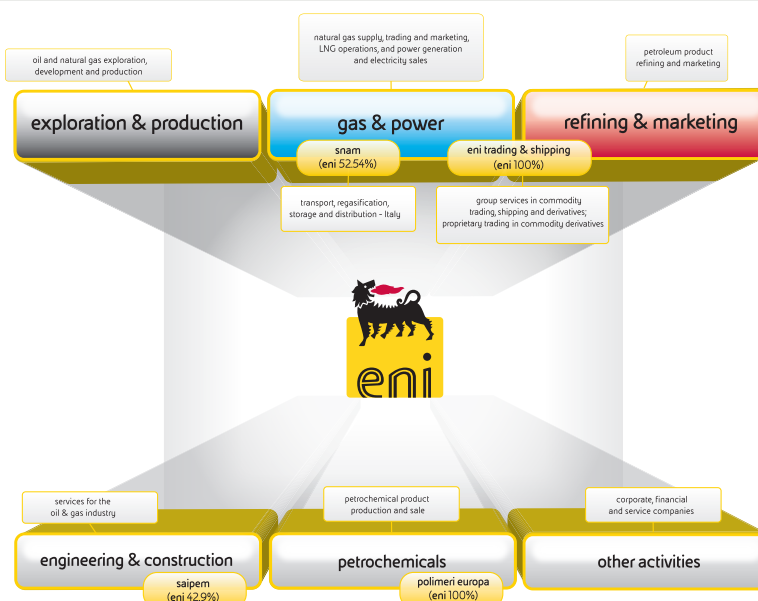 natural gas supply, trading and marketing,
LNG operations, and power generation
and electricity sales
oil and natural gas exploration,
development and production
petroleum product
refining and marketing
exploration & production
gas & power
refining & marketing
snam
(eni 52.54%)
eni trading & shipping
(eni 100%)
transport, regasification,
storage and distribution - Italy
group services in commodity
trading, shipping and derivatives;
proprietary trading in commodity derivatives
eni
services for the
oil & gas industry
petrochemical product
production and sale
corporate, financial
and service companies
engineering & construction
petrochemicals
other activities
saipem
(eni 42.9%)
polimeri europa
(eni 100%)